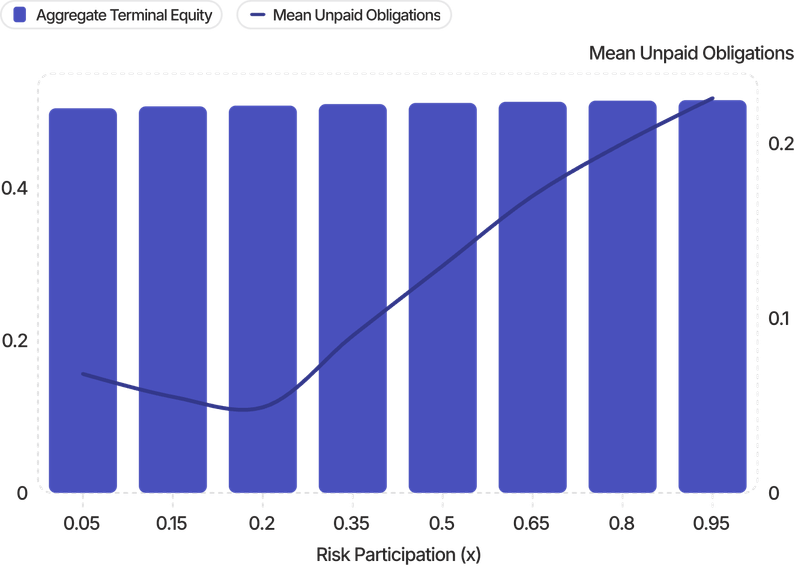 Aggregate Terminal Equity
Mean Unpaid Obligations
Mean Unpaid Obligations
0.4
0.2
0
0.2
0.1
0
0.05 0.15 0.2 0.35 0.5 0.65 0.8 0.95
Risk Participation (x)